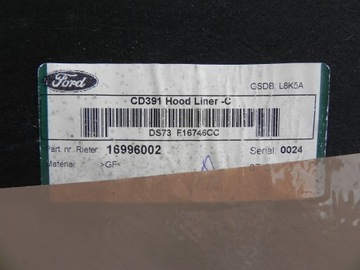 Ford
CSDB: L8K5A
CD391 Hood Liner -C
DS73 F16746CC
Part. nr. Rieter: 16996002
Serial: 0024
Material: >GF<